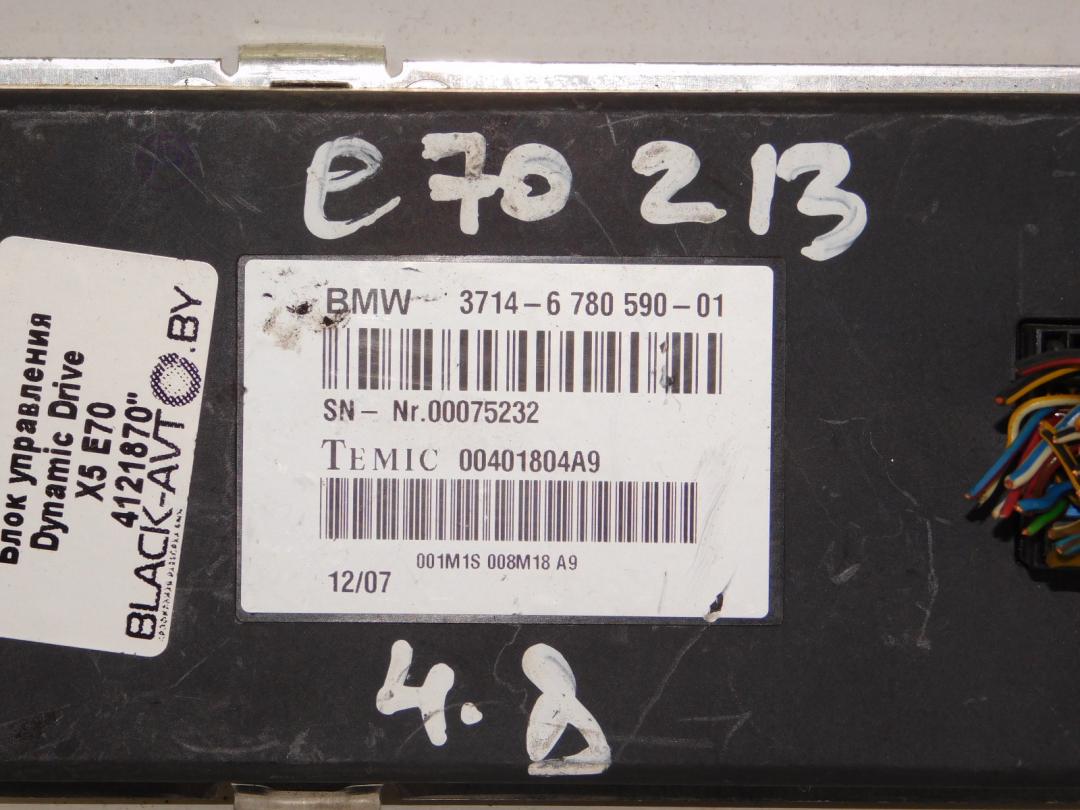 e70 213
BMW 3714-6 780 590-01
SN- Nr.00075232
TEMIC 00401804A9
001M1S 008M18 A9
12/07
4.8
Блок управления
Dynamic Drive
X5 E70
4121870"
BLACK-AVTO.BY